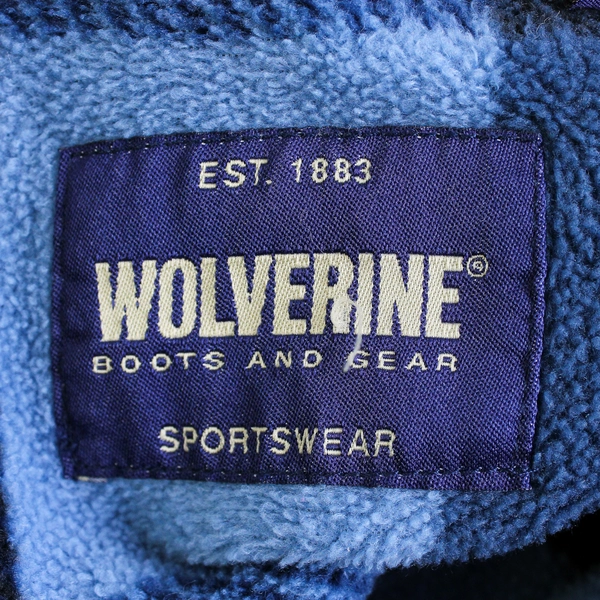 EST. 1883
WOLVERINE®
BOOTS AND GEAR
SPORTSWEAR